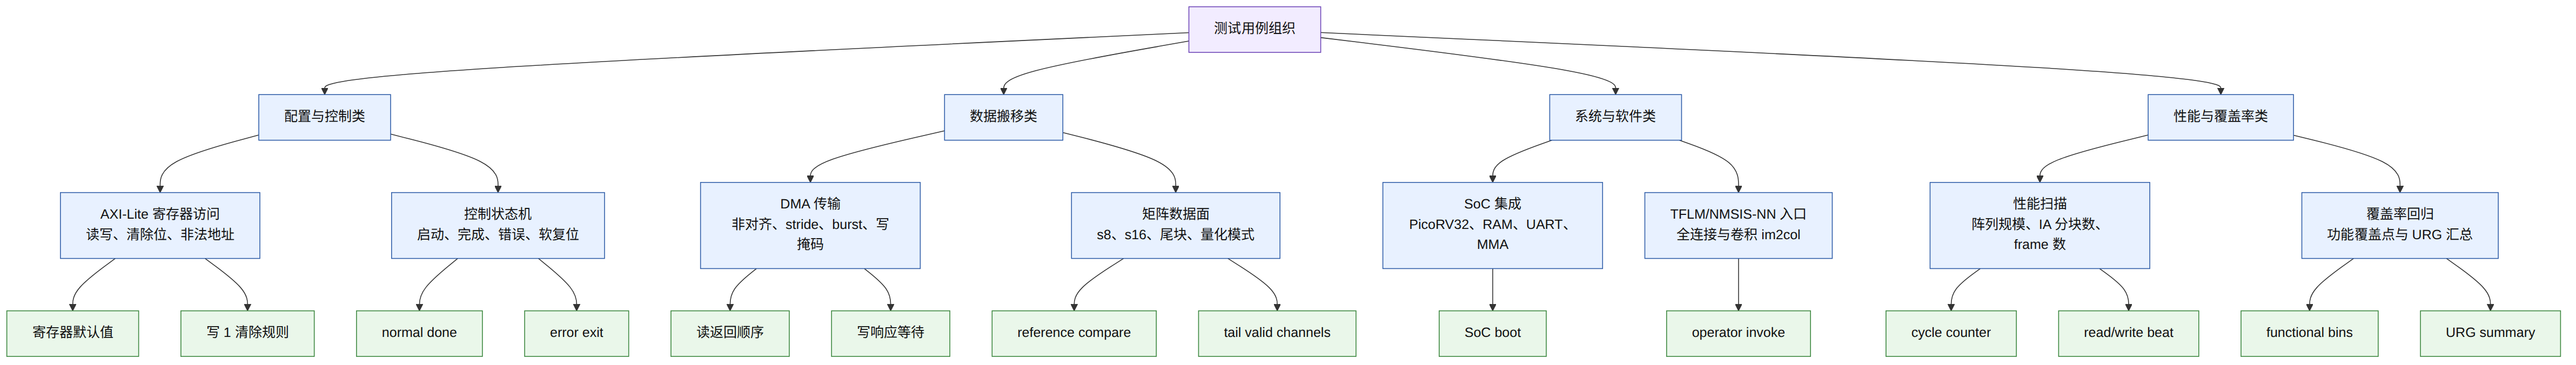 测试用例组织
配置与控制类
数据搬移类
系统与软件类
性能与覆盖率类
AXI-Lite 寄存器访问
读写、清除位、非法地址
控制状态机
启动、完成、错误、软复位
DMA 传输
非对齐、stride、burst、写
掩码
矩阵数据面
s8、s16、尾块、量化模式
SoC 集成
PicoRV32、RAM、UART、
MMA
TFLM/NMSIS-NN 入口
全连接与卷积 im2col
性能扫描
阵列规模、IA 分块数、
frame 数
覆盖率回归
功能覆盖点与 URG 汇总
寄存器默认值
写 1 清除规则
normal done
error exit
读返回顺序
写响应等待
reference compare
tail valid channels
SoC boot
operator invoke
cycle counter
read/write beat
functional bins
URG summary